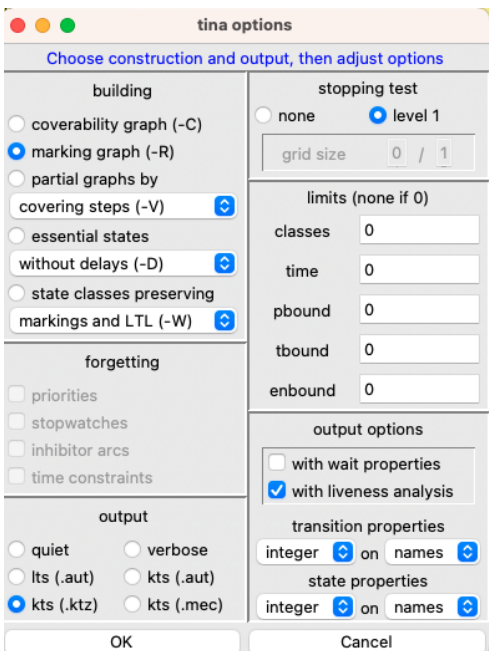 tina options
Choose construction and output, then adjust options
building
coverability graph (-C)
marking graph (-R)
partial graphs by
covering steps (-V)
essential states
without delays (-D)
state classes preserving
markings and LTL (-W)
forgetting
priorities
stopwatches
inhibitor arcs
time constraints
output
quiet verbose
lts (.aut) kts (.aut)
kts (.ktz) kts (.mec)
stopping test
none level 1
grid size 0 / 1
limits (none if 0)
classes 0
time 0
pbound 0
tbound 0
enbound 0
output options
with wait properties
with liveness analysis
transition properties
integer on names
state properties
integer on names
OK Cancel